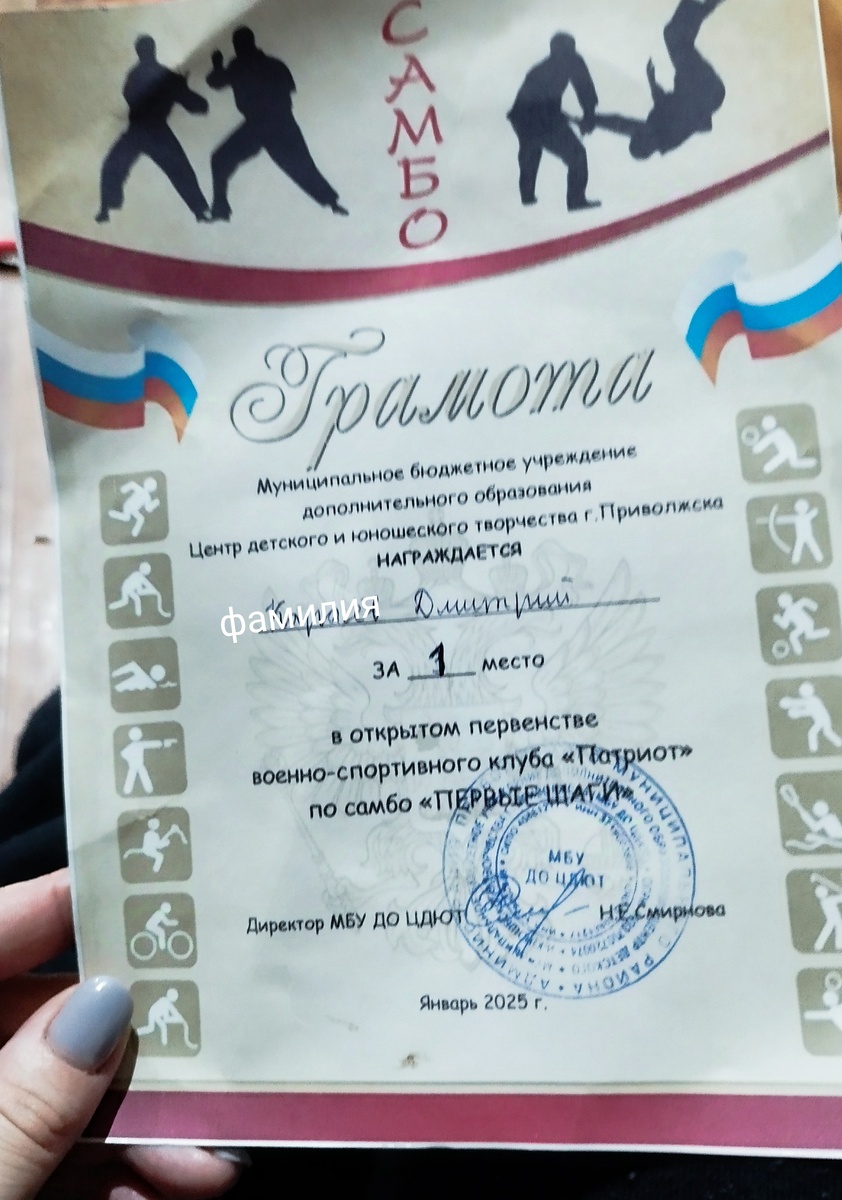 САМБО
Грамота
Муниципальное бюджетное учреждение
дополнительного образования
Центр детского и юношеского творчества г.Приволжска
НАГРАЖДАЕТСЯ
фамилия Дмитрий
ЗА 1 место
в открытом первенстве
военно-спортивного клуба «Патриот»
по самбо «ПЕРВЫЕ ШАГИ»
МБУ
ДО ЦДЮТ
Директор МБУ ДО ЦДЮТ Н.Е.Смирнова
Январь 2025 г.